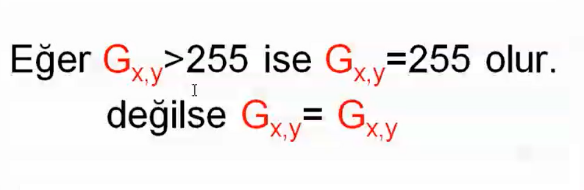 Eğer Gx,y>255 ise Gx,y=255 olur.
değilse Gx,y= Gx,y